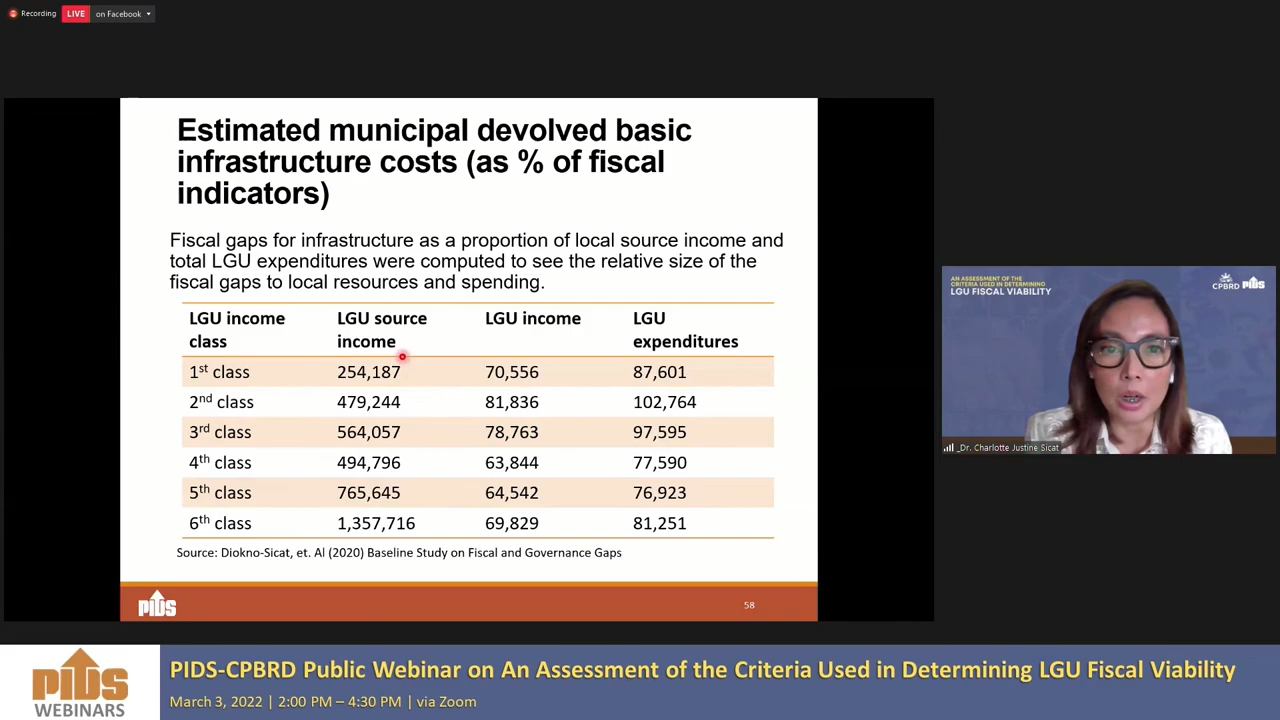 Recording
LIVE
on Facebook
Estimated municipal devolved basic
infrastructure costs (as % of fiscal
indicators)
Fiscal gaps for infrastructure as a proportion of local source income and
total LGU expenditures were computed to see the relative size of the
fiscal gaps to local resources and spending.
LGU income class LGU source income LGU income LGU expenditures
1st class 254,187 70,556 87,601
2nd class 479,244 81,836 102,764
3rd class 564,057 78,763 97,595
4th class 494,796 63,844 77,590
5th class 765,645 64,542 76,923
6th class 1,357,716 69,829 81,251
Source: Diokno-Sicat, et. Al (2020) Baseline Study on Fiscal and Governance Gaps
PIDS
58
AN ASSESSMENT OF THE
CRITERIA USED IN DETERMINING
LGU FISCAL VIABILITY
CPBRD PIDS
_Dr. Charlotte Justine Sicat
PIDS
WEBINARS
PIDS-CPBRD Public Webinar on An Assessment of the Criteria Used in Determining LGU Fiscal Viability
March 3, 2022 | 2:00 PM – 4:30 PM | via Zoom